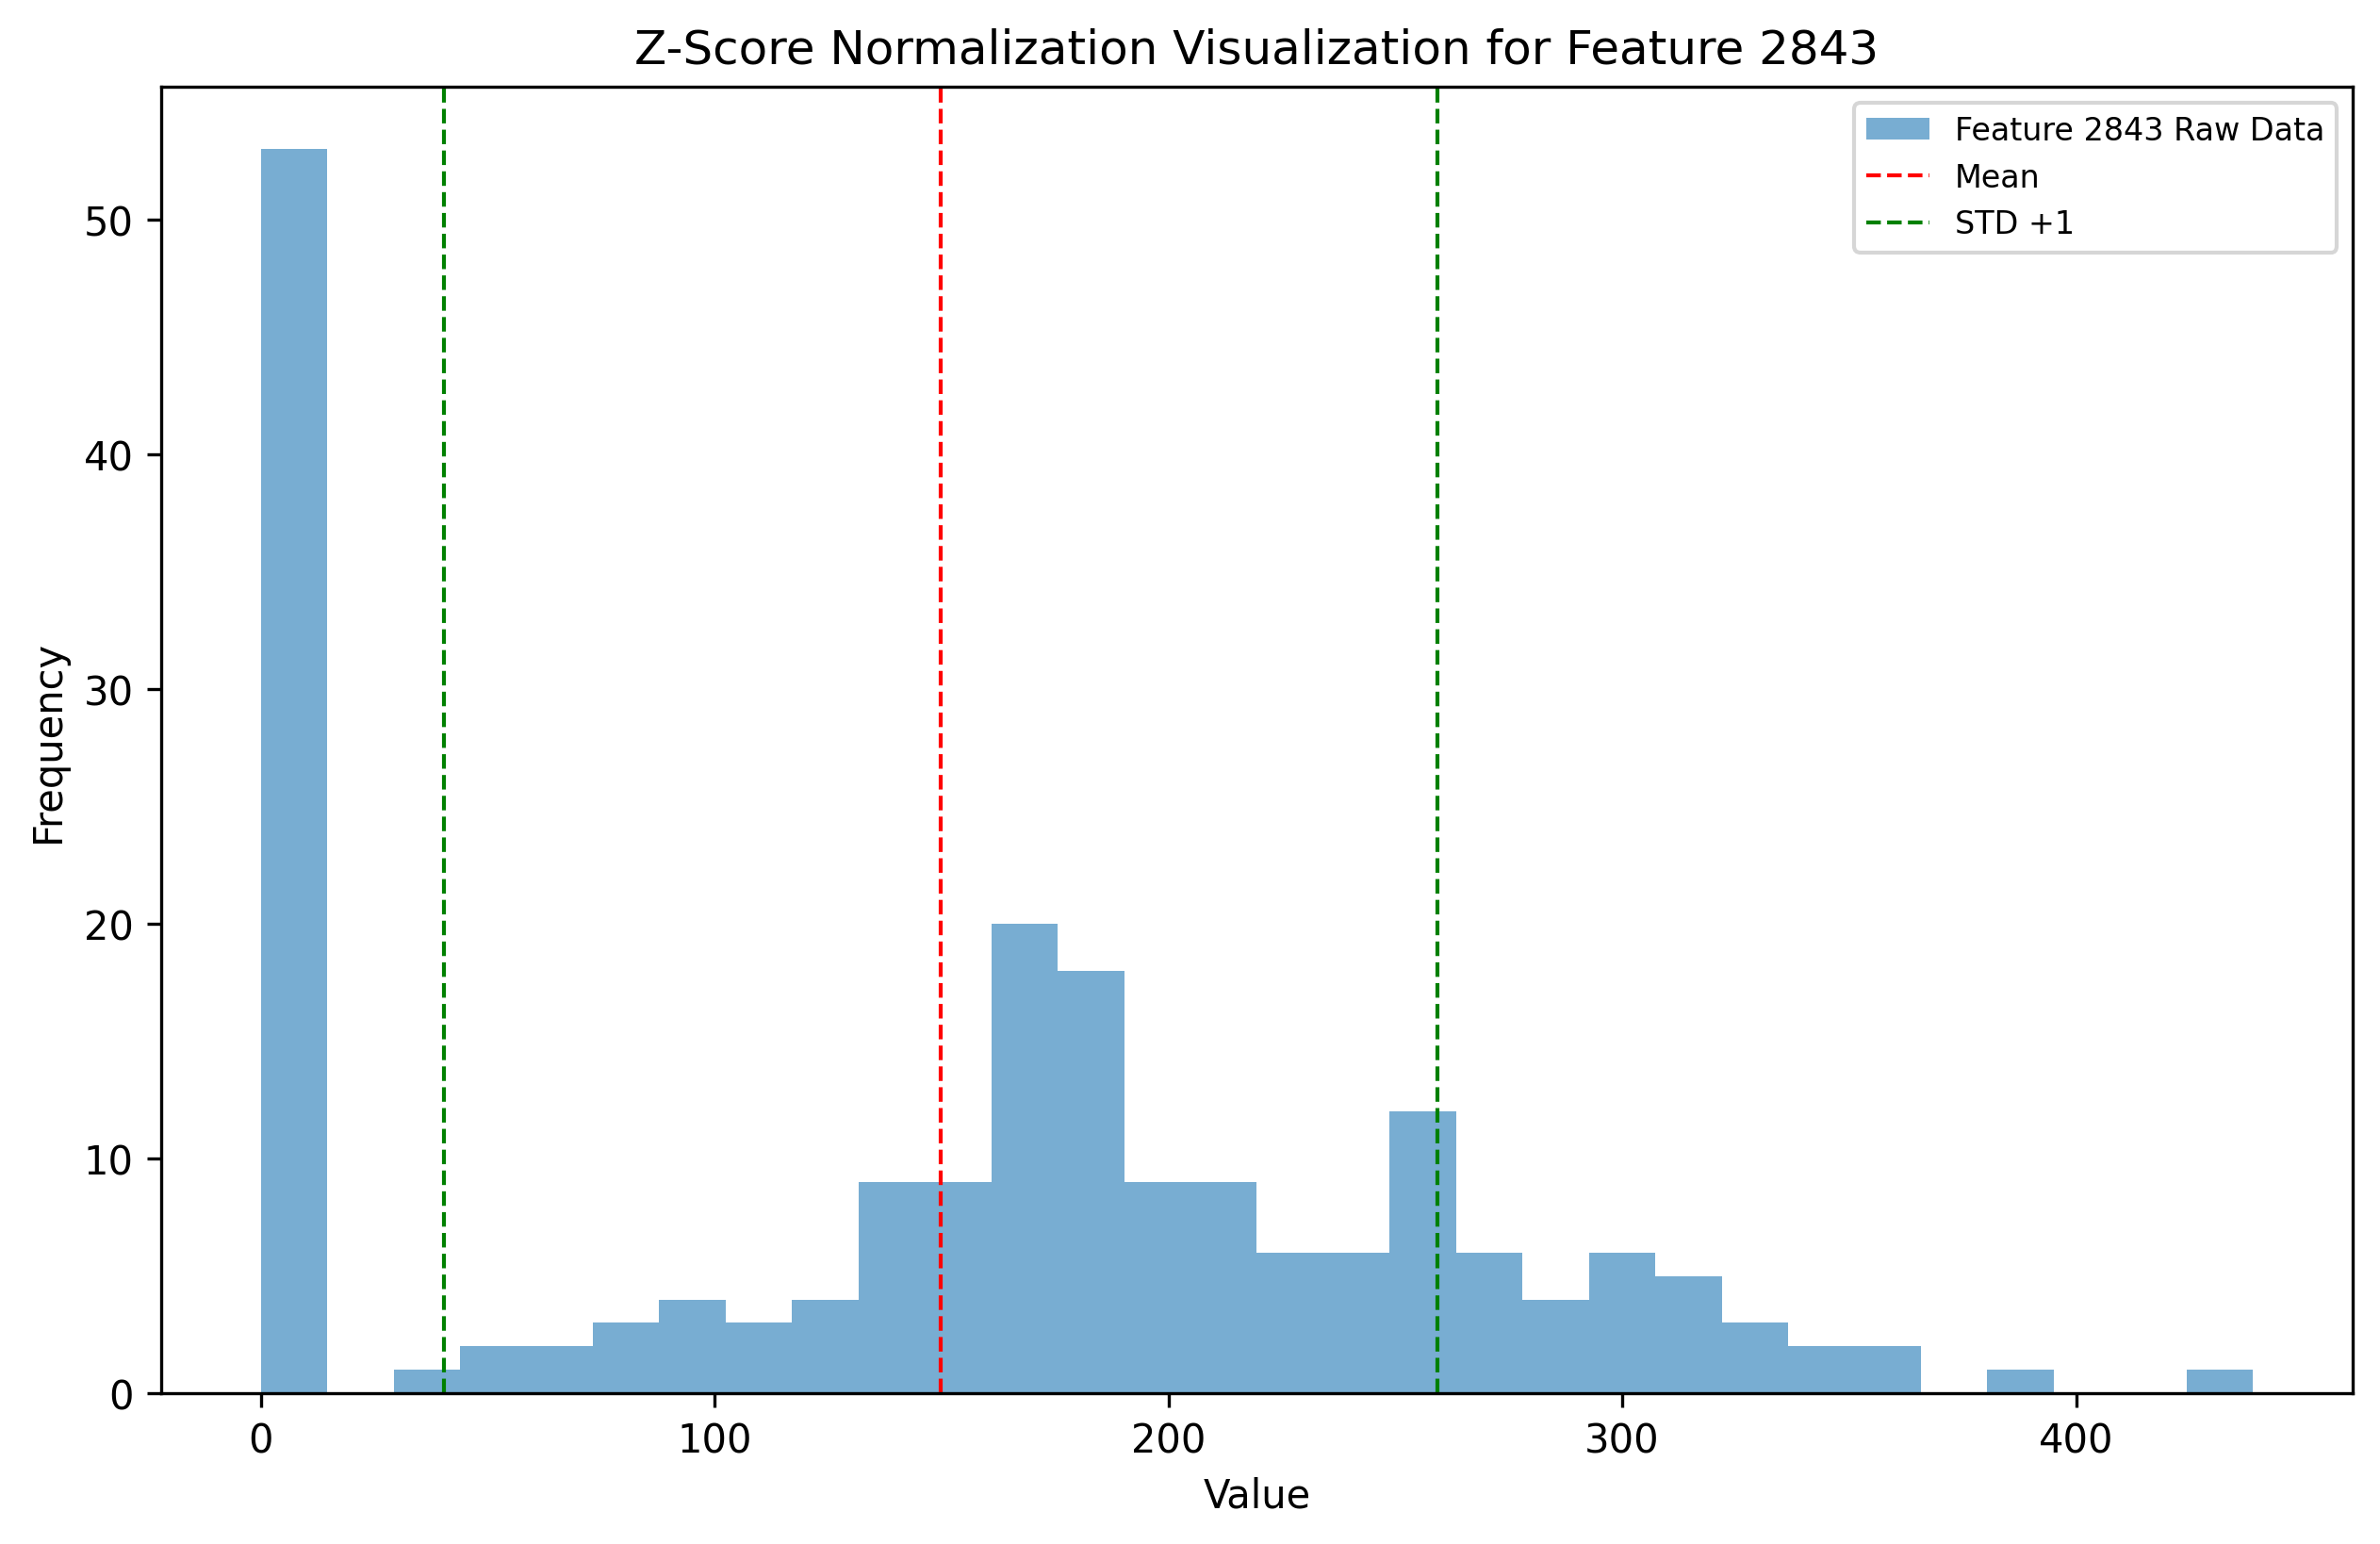 Z-Score Normalization Visualization for Feature 2843
Feature 2843 Raw Data
Mean
STD +1
Frequency
50
40
30
20
10
0
0 100 200 300 400
Value